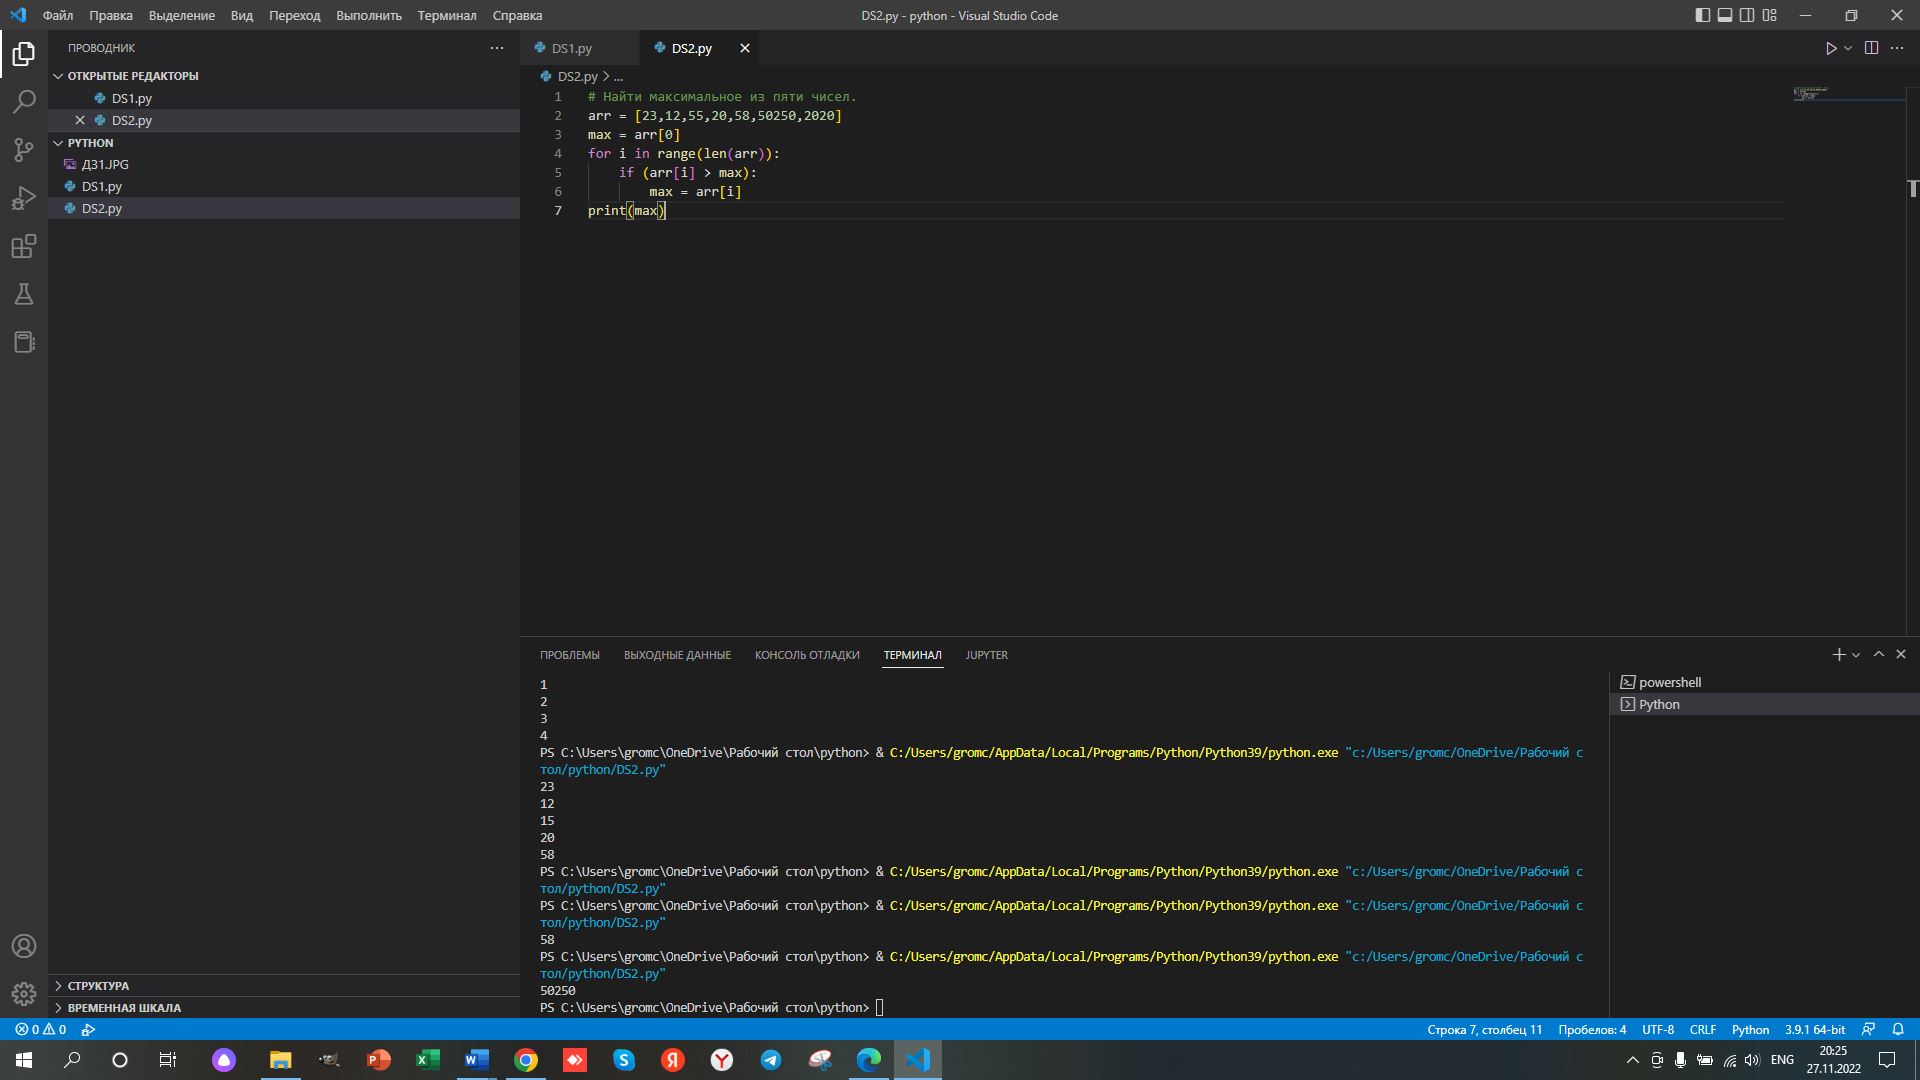 Файл Правка Выделение Вид Переход Выполнить Терминал Справка
DS2.py - python - Visual Studio Code
ПРОВОДНИК
ОТКРЫТЫЕ РЕДАКТОРЫ
DS1.py
DS2.py
PYTHON
ДЗ1.JPG
DS1.py
DS2.py
СТРУКТУРА
ВРЕМЕННАЯ ШКАЛА
DS1.py DS2.py
DS2.py > ...
1 # Найти максимальное из пяти чисел.
2 arr = [23,12,55,20,58,50250,2020]
3 max = arr[0]
4 for i in range(len(arr)):
5     if (arr[i] > max):
6         max = arr[i]
7 print(max)
ПРОБЛЕМЫ ВЫХОДНЫЕ ДАННЫЕ КОНСОЛЬ ОТЛАДКИ ТЕРМИНАЛ JUPYTER
1
2
3
4
PS C:\Users\gromc\OneDrive\Рабочий стол\python> & C:/Users/gromc/AppData/Local/Programs/Python/Python39/python.exe "c:/Users/gromc/OneDrive/Рабочий с
тол/python/DS2.py"
23
12
15
20
58
PS C:\Users\gromc\OneDrive\Рабочий стол\python> & C:/Users/gromc/AppData/Local/Programs/Python/Python39/python.exe "c:/Users/gromc/OneDrive/Рабочий с
тол/python/DS2.py"
PS C:\Users\gromc\OneDrive\Рабочий стол\python> & C:/Users/gromc/AppData/Local/Programs/Python/Python39/python.exe "c:/Users/gromc/OneDrive/Рабочий с
тол/python/DS2.py"
58
PS C:\Users\gromc\OneDrive\Рабочий стол\python> & C:/Users/gromc/AppData/Local/Programs/Python/Python39/python.exe "c:/Users/gromc/OneDrive/Рабочий с
тол/python/DS2.py"
50250
PS C:\Users\gromc\OneDrive\Рабочий стол\python>
powershell
Python
0 0
Строка 7, столбец 11 Пробелов: 4 UTF-8 CRLF Python 3.9.1 64-bit
ENG
20:25
27.11.2022